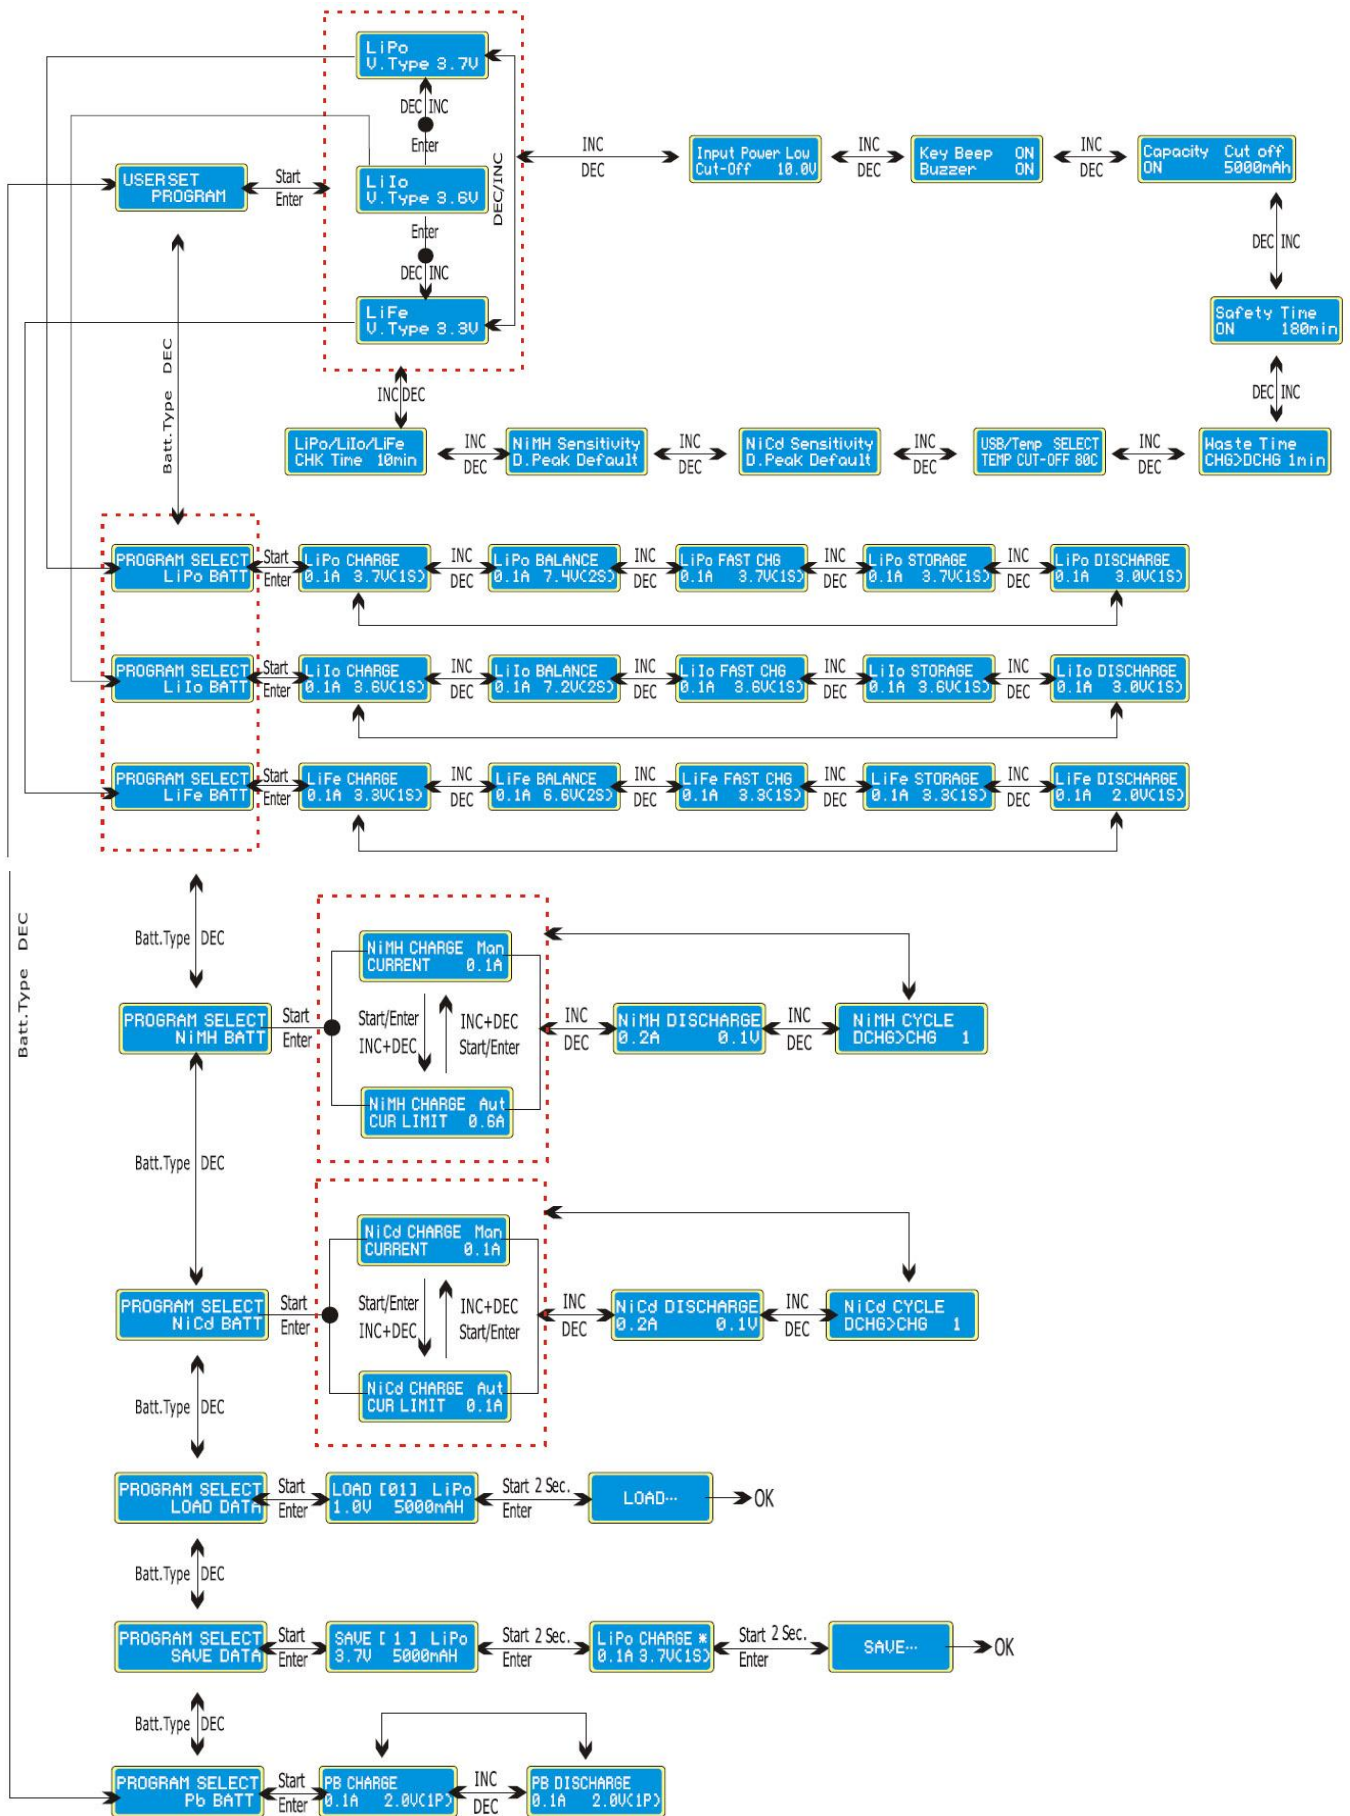 LiPo
V.Type 3.7V
DEC INC
Enter
LiIo
V.Type 3.6V
Enter
DEC INC
LiFe
V.Type 3.3V
DEC/INC
USER SET
PROGRAM
Start
Enter
INC
DEC
Input Power Low
Cut-Off 10.0V
INC
DEC
Key Beep ON
Buzzer ON
INC
DEC
Capacity Cut off
ON 5000mAh
DEC INC
Safety Time
ON 180min
DEC INC
INC DEC
LiPo/LiIo/LiFe
CHK Time 10min
INC
DEC
NiMH Sensitivity
D.Peak Default
INC
DEC
NiCd Sensitivity
D.Peak Default
INC
DEC
USB/Temp SELECT
TEMP CUT-OFF 80C
INC
DEC
Waste Time
CHG>DCHG 1min
Batt.Type DEC
PROGRAM SELECT
LiPo BATT
Start
Enter
LiPo CHARGE
0.1A 3.7V(1S)
INC
DEC
LiPo BALANCE
0.1A 7.4V(2S)
INC
DEC
LiPo FAST CHG
0.1A 3.7V(1S)
INC
DEC
LiPo STORAGE
0.1A 3.7V(1S)
INC
DEC
LiPo DISCHARGE
0.1A 3.0V(1S)
PROGRAM SELECT
LiIo BATT
Start
Enter
LiIo CHARGE
0.1A 3.6V(1S)
INC
DEC
LiIo BALANCE
0.1A 7.2V(2S)
INC
DEC
LiIo FAST CHG
0.1A 3.6V(1S)
INC
DEC
LiIo STORAGE
0.1A 3.6V(1S)
INC
DEC
LiIo DISCHARGE
0.1A 3.0V(1S)
PROGRAM SELECT
LiFe BATT
Start
Enter
LiFe CHARGE
0.1A 3.3V(1S)
INC
DEC
LiFe BALANCE
0.1A 6.6V(2S)
INC
DEC
LiFe FAST CHG
0.1A 3.3(1S)
INC
DEC
LiFe STORAGE
0.1A 3.3(1S)
INC
DEC
LiFe DISCHARGE
0.1A 2.0V(1S)
Batt.Type DEC
Batt.Type DEC
PROGRAM SELECT
NiMH BATT
Start
Enter
NiMH CHARGE Man
CURRENT 0.1A
Start/Enter
INC+DEC
INC+DEC
Start/Enter
NiMH CHARGE Aut
CUR LIMIT 0.6A
INC
DEC
NiMH DISCHARGE
0.2A 0.1V
INC
DEC
NiMH CYCLE
DCHG>CHG 1
Batt.Type DEC
PROGRAM SELECT
NiCd BATT
Start
Enter
NiCd CHARGE Man
CURRENT 0.1A
Start/Enter
INC+DEC
INC+DEC
Start/Enter
NiCd CHARGE Aut
CUR LIMIT 0.1A
INC
DEC
NiCd DISCHARGE
0.2A 0.1V
INC
DEC
NiCd CYCLE
DCHG>CHG 1
Batt.Type DEC
PROGRAM SELECT
LOAD DATA
Start
Enter
LOAD [01] LiPo
1.0V 5000mAH
Start 2 Sec.
Enter
LOAD···
OK
Batt.Type DEC
PROGRAM SELECT
SAVE DATA
Start
Enter
SAVE [ 1 ] LiPo
3.7V 5000mAH
Start 2 Sec.
Enter
LiPo CHARGE *
0.1A 3.7V(1S)
Start 2 Sec.
Enter
SAVE···
OK
Batt.Type DEC
PROGRAM SELECT
Pb BATT
Start
Enter
PB CHARGE
0.1A 2.0V(1P)
INC
DEC
PB DISCHARGE
0.1A 2.0V(1P)